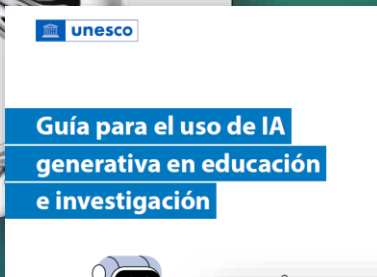 unesco
Guía para el uso de IA
generativa en educación
e investigación